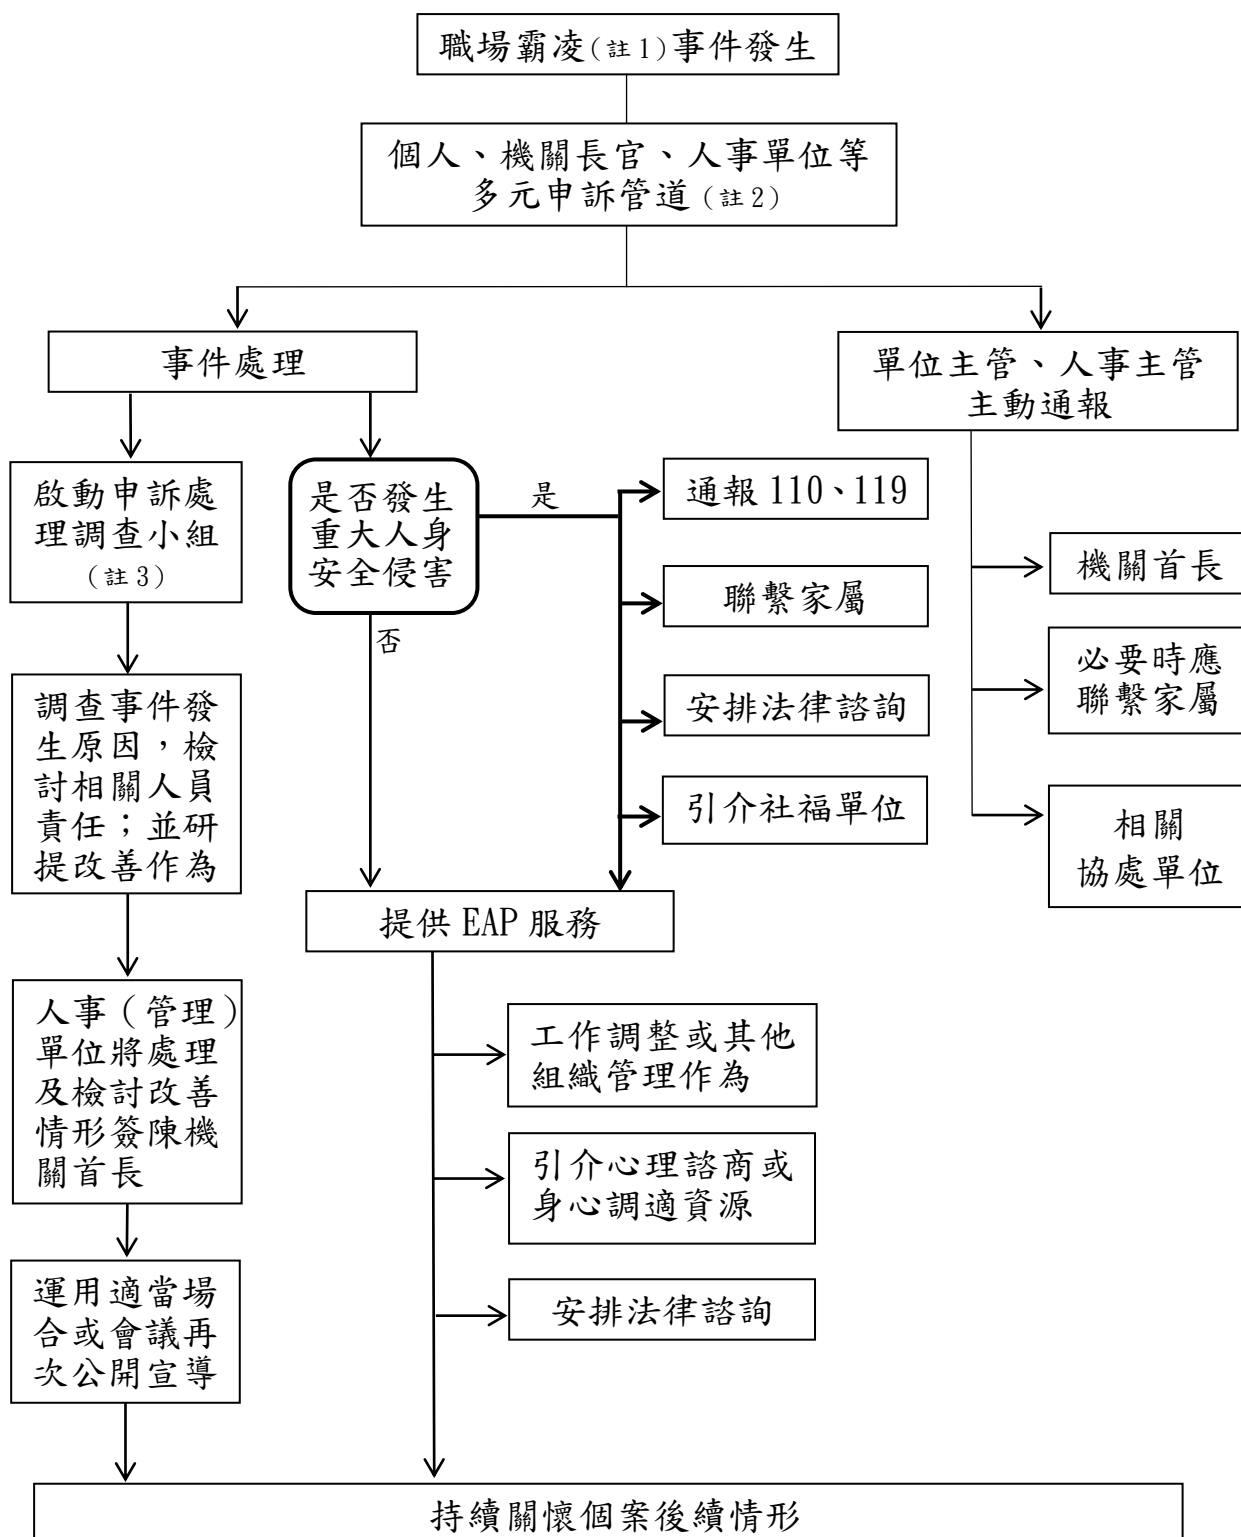 職場霸凌(註1)事件發生
個人、機關長官、人事單位等
多元申訴管道(註2)
事件處理
單位主管、人事主管
主動通報
啟動申訴處
理調查小組
(註3)
是否發生
重大人身
安全侵害
是
否
通報110、119
聯繫家屬
安排法律諮詢
引介社福單位
機關首長
必要時應
聯繫家屬
相關
協処單位
調查事件發
生原因，檢
討相關人員
責任；並研
提改善作為
提供EAP服務
人事（管理）
單位將處理
及檢討改善
情形簽陳機
關首長
工作調整或其他
組織管理作為
引介心理諮商或
身心調適資源
安排法律諮詢
運用適當場
合或會議再
次公開宣導
持續關懷個案後續情形